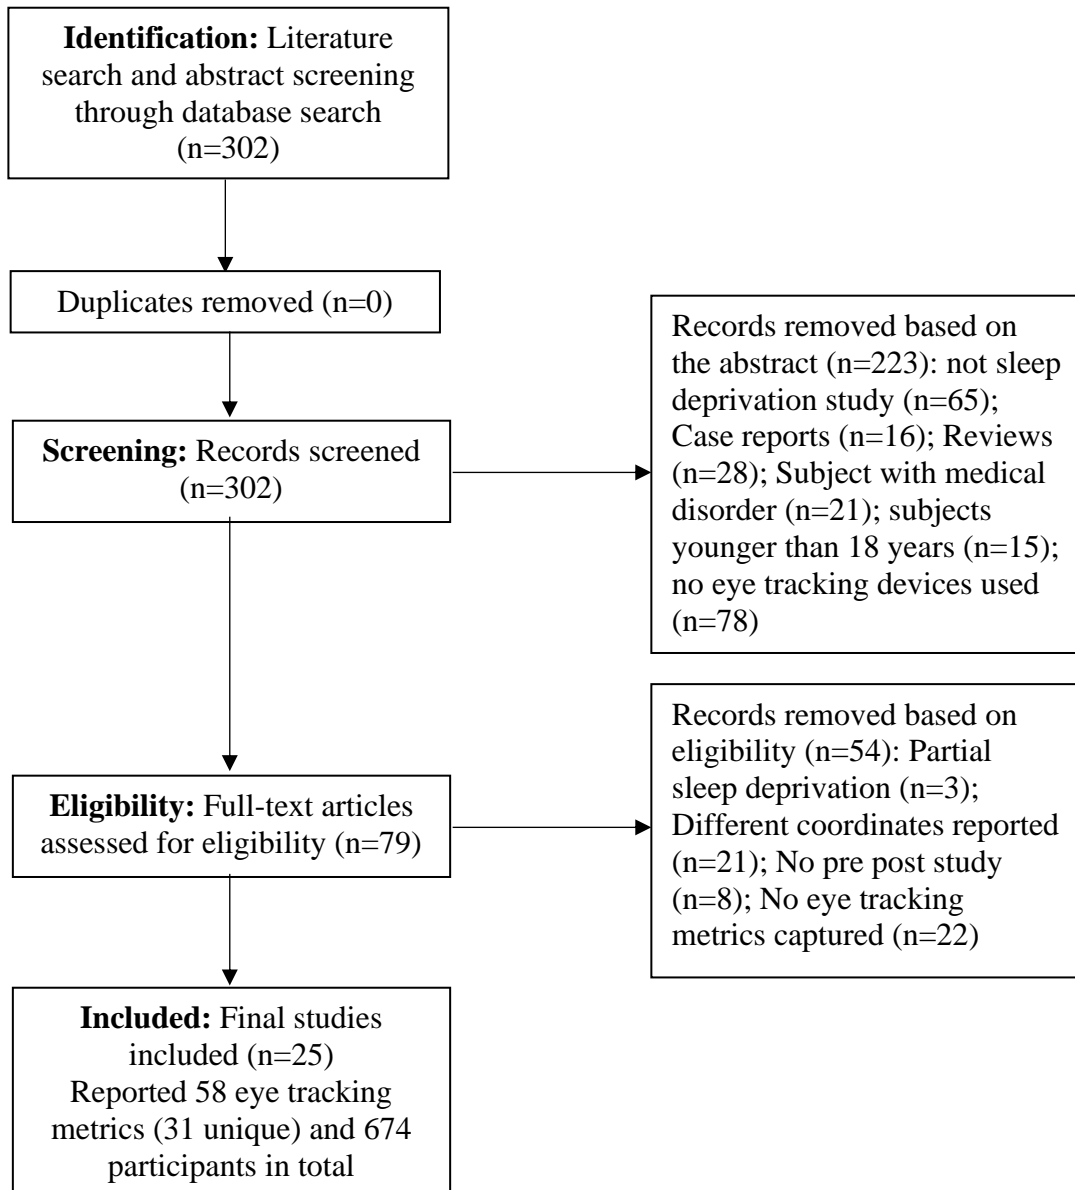 Identification: Literature
search and abstract screening
through database search
(n=302)
Duplicates removed (n=0)
Screening: Records screened
(n=302)
Records removed based on
the abstract (n=223): not sleep
deprivation study (n=65);
Case reports (n=16); Reviews
(n=28); Subject with medical
disorder (n=21); subjects
younger than 18 years (n=15);
no eye tracking devices used
(n=78)
Eligibility: Full-text articles
assessed for eligibility (n=79)
Records removed based on
eligibility (n=54): Partial
sleep deprivation (n=3);
Different coordinates reported
(n=21); No pre post study
(n=8); No eye tracking
metrics captured (n=22)
Included: Final studies
included (n=25)
Reported 58 eye tracking
metrics (31 unique) and 674
participants in total